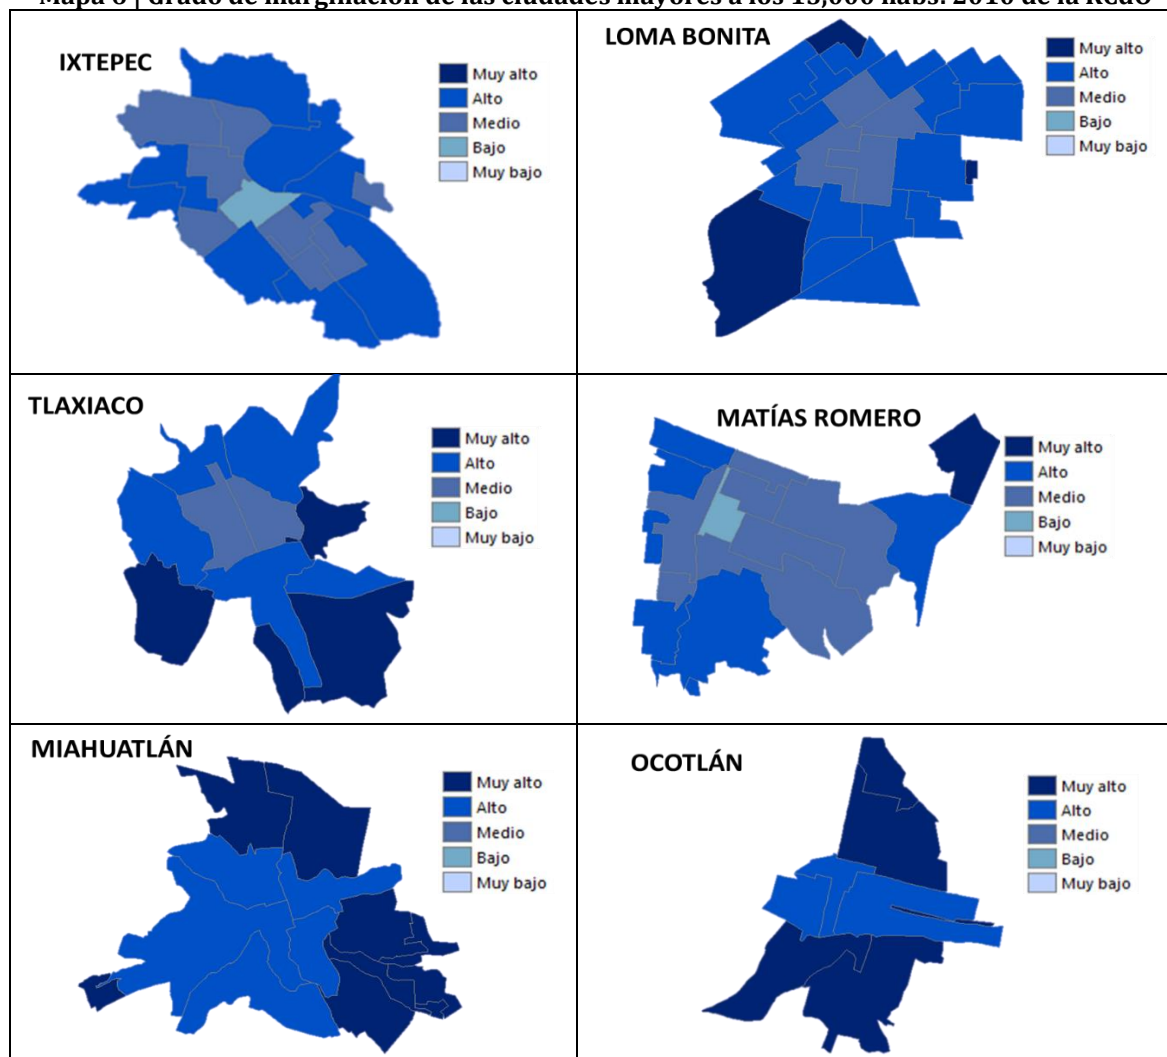 Mapa 6 | Grado de marginación de las ciudades mayores a los 15,000 habs. 2010 de la RCdO
IXTEPEC
Muy alto
Alto
Medio
Bajo
Muy bajo
LOMA BONITA
Muy alto
Alto
Medio
Bajo
Muy bajo
TLAXIACO
Muy alto
Alto
Medio
Bajo
Muy bajo
MATÍAS ROMERO
Muy alto
Alto
Medio
Bajo
Muy bajo
MIAHUATLÁN
Muy alto
Alto
Medio
Bajo
Muy bajo
OCOTLÁN
Muy alto
Alto
Medio
Bajo
Muy bajo